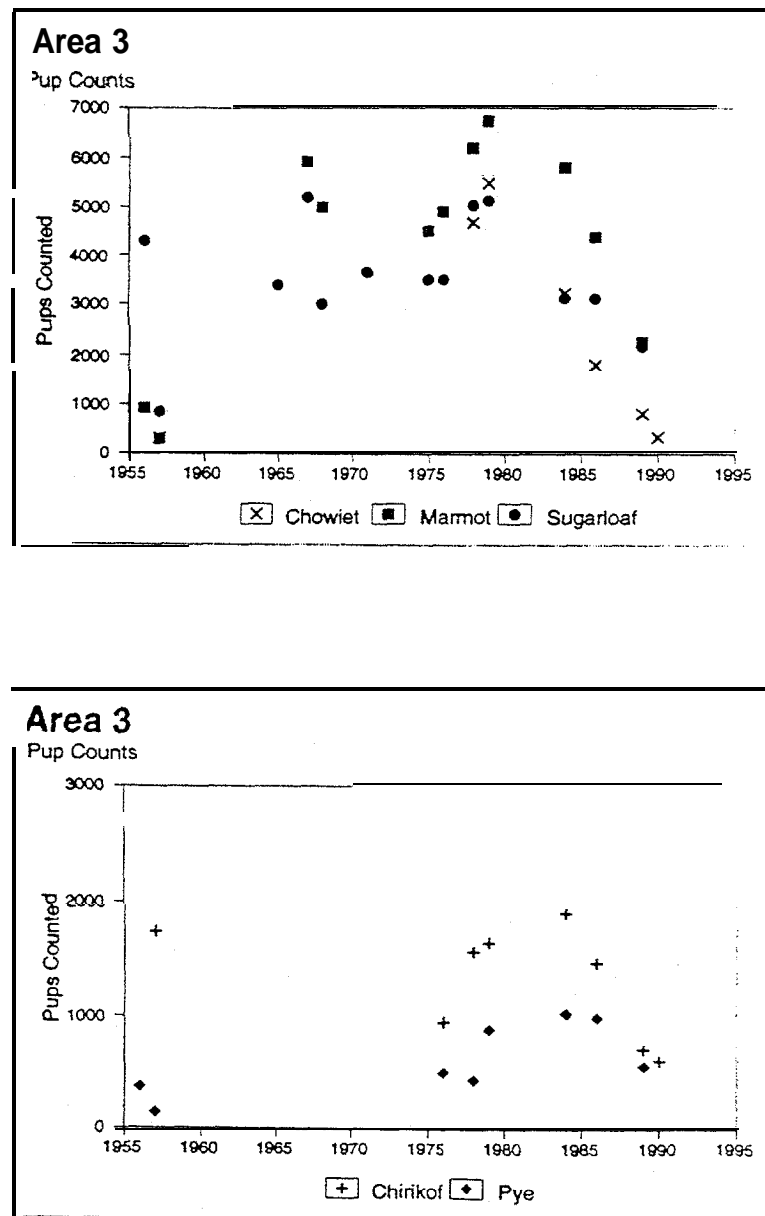 Area 3
Pup Counts
7000
6000
5000
4000
3000
2000
1000
0
Pups Counted
1955 1960 1965 1970 1975 1980 1985 1990 1995
Chowiet Marmot Sugarloaf
Area 3
Pup Counts
3000
2000
1000
0
Pups Counted
1955 1960 1965 1970 1975 1980 1985 1990 1995
Chirikof Pye